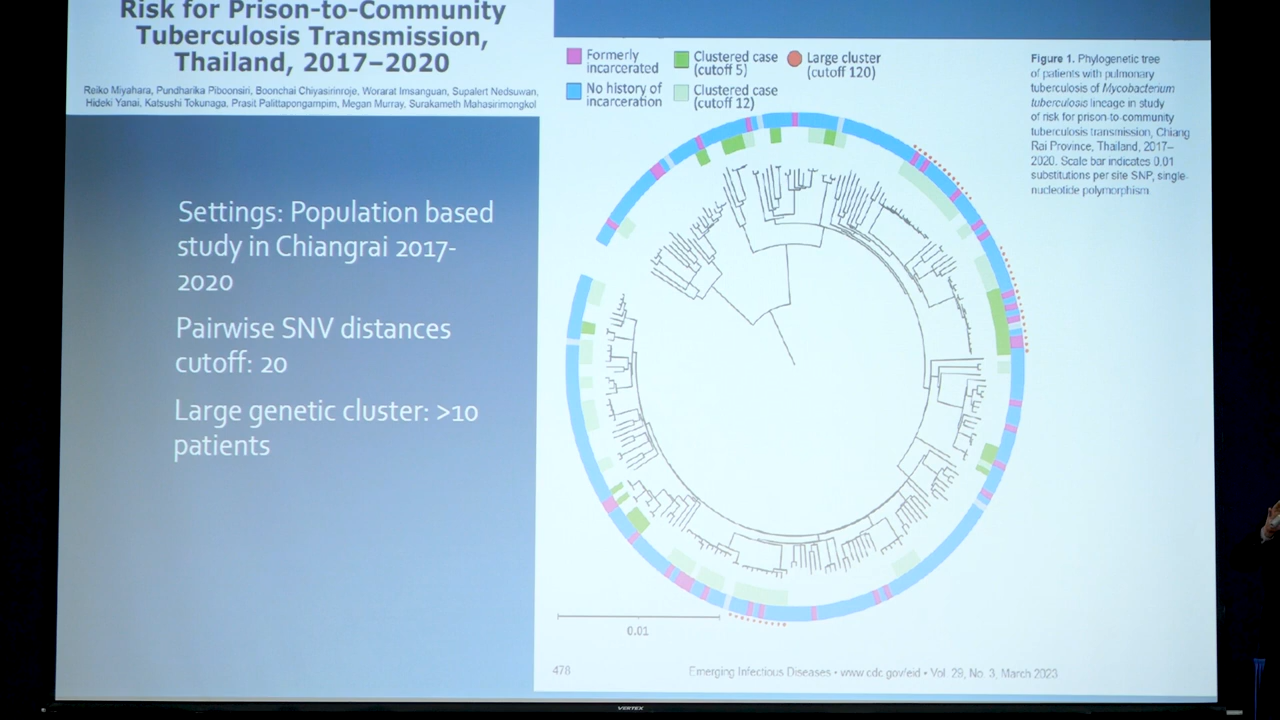 Risk for Prison-to-Community
Tuberculosis Transmission,
Thailand, 2017–2020
Reiko Miyahara, Pundharika Piboonsiri, Boonchai Chiyasirinroje, Worarat Imsanguan, Supalert Nedsuwan,
Hideki Yanai, Katsushi Tokunaga, Prasit Palittapongarnpim, Megan Murray, Surakameth Mahasirimongkol
Settings: Population based
study in Chiangrai 2017-
2020
Pairwise SNV distances
cutoff: 20
Large genetic cluster: >10
patients
Formerly
incarcerated
No history of
incarceration
Clustered case
(cutoff 5)
Clustered case
(cutoff 12)
Large cluster
(cutoff 120)
Figure 1. Phylogenetic tree
of patients with pulmonary
tuberculosis of Mycobacterium
tuberculosis lineage in study
of risk for prison-to-community
tuberculosis transmission, Chiang
Rai Province, Thailand, 2017–
2020. Scale bar indicates 0.01
substitutions per site SNP, single-
nucleotide polymorphism.
0.01
478
Emerging Infectious Diseases • www.cdc.gov/eid • Vol. 29, No. 3, March 2023
VERTEX